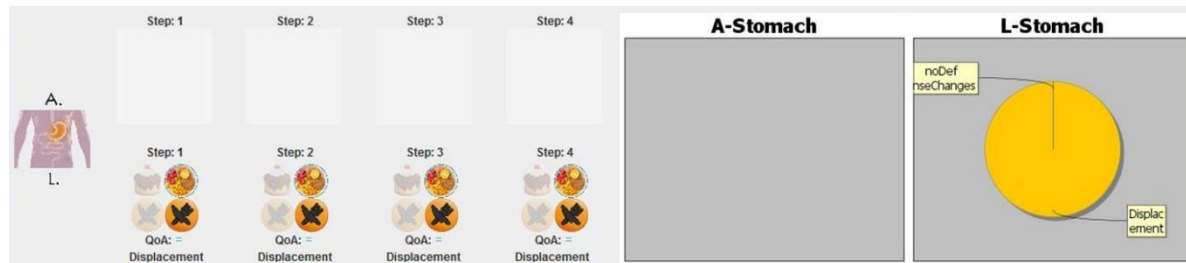 Step: 1
Step: 2
Step: 3
Step: 4
A.
L.
Step: 1
Step: 2
Step: 3
Step: 4
QoA: =
QoA: =
QoA: =
QoA: =
Displacement
Displacement
Displacement
Displacement
A-Stomach
L-Stomach
noDef
nseChanges
Displac
ement